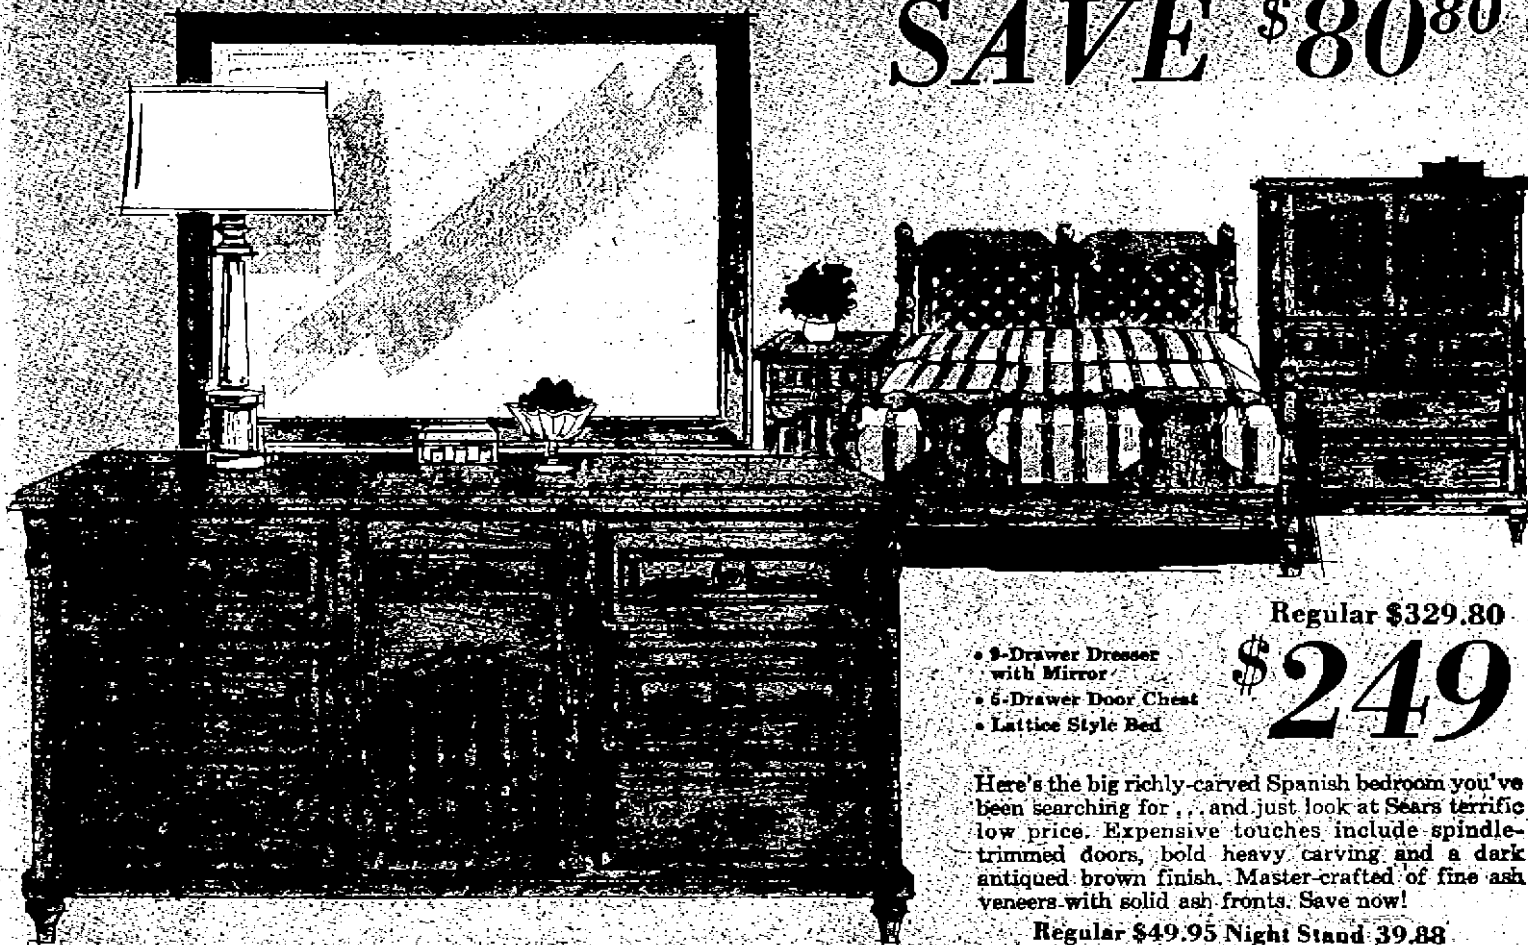 SAVE $80 80
Regular $329.80
$249
• 9-Drawer Dresser
with Mirror
• 5-Drawer Door Chest
• Lattice Style Bed
Here's the big richly-carved Spanish bedroom you've
been searching for ... and just look at Sears terrific
low price. Expensive touches include spindle-
trimmed doors, bold heavy carving and a dark
antiqued brown finish. Master-crafted of fine ash
veneers with solid ash fronts. Save now!
Regular $49.95 Night Stand 39.88